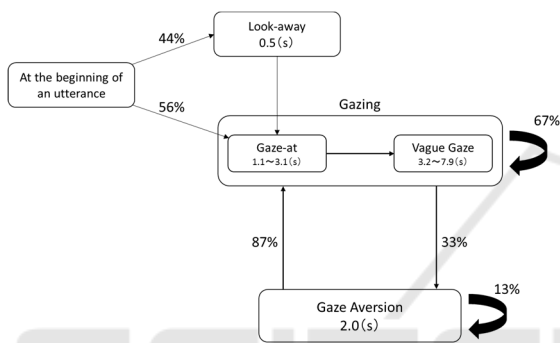 Look-away
0.5(s)
44%
At the beginning of
an utterance
56%
Gazing
67%
Gaze-at
1.1～3.1(s)
Vague Gaze
3.2～7.9(s)
87%
33%
13%
Gaze Aversion
2.0(s)